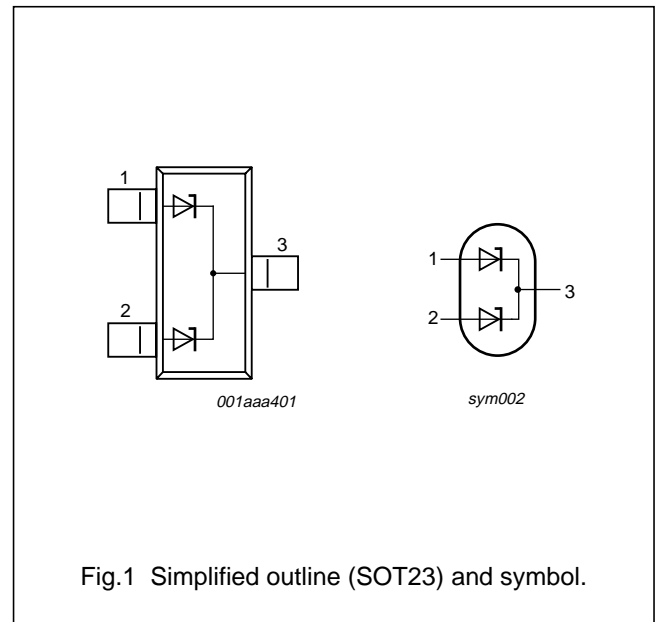 1
2
3
001aaa401
1
2
3
sym002
Fig.1 Simplified outline (SOT23) and symbol.